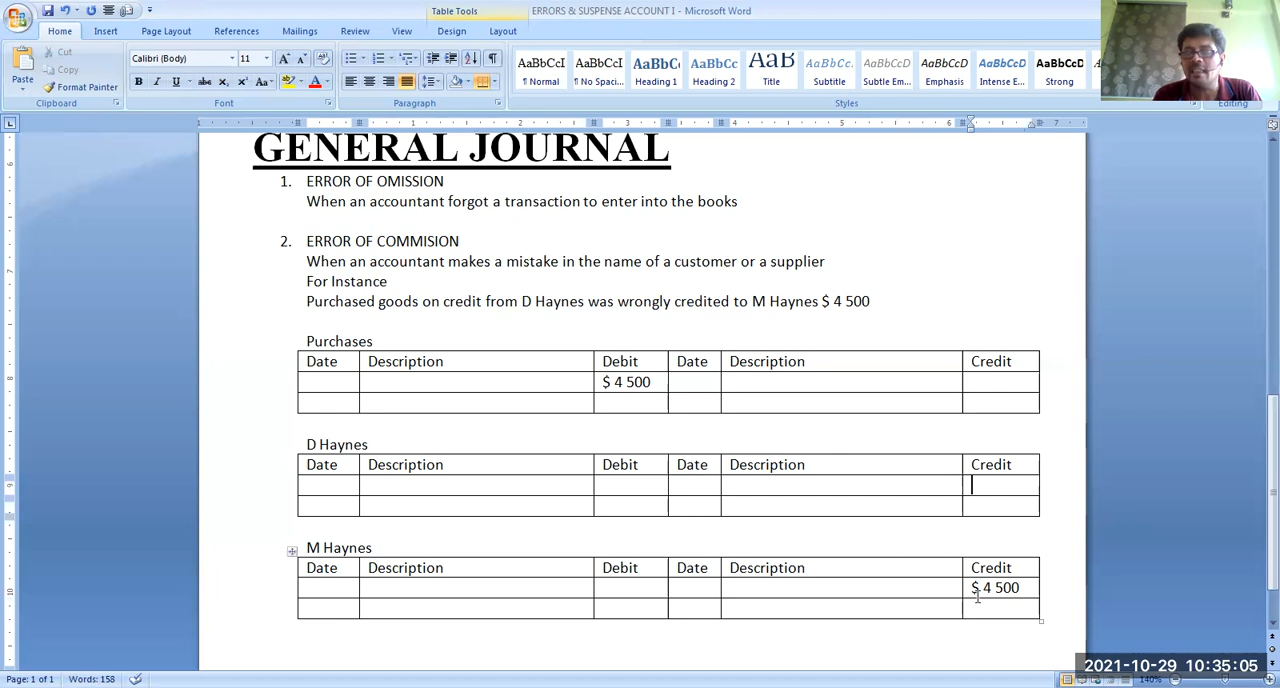 Table Tools
ERRORS & SUSPENSE ACCOUNT I - Microsoft Word
Home Insert Page Layout References Mailings Review View Design Layout
Paste
Cut
Copy
Format Painter
Clipboard
Calibri (Body) 11
Font
Paragraph
AaBbCcI AaBbCcI AaBbC AaBbCc AaB AaBbCc. AaBbCcD AaBbCcD AaBbCcD AaBbCcD
¶ Normal ¶ No Spaci... Heading 1 Heading 2 Title Subtitle Subtle Em... Emphasis Intense E... Strong
Styles
Editing
GENERAL JOURNAL
1. ERROR OF OMISSION
When an accountant forgot a transaction to enter into the books
2. ERROR OF COMMISION
When an accountant makes a mistake in the name of a customer or a supplier
For Instance
Purchased goods on credit from D Haynes was wrongly credited to M Haynes $ 4 500
Purchases
Date Description Debit Date Description Credit
$ 4 500
D Haynes
Date Description Debit Date Description Credit
M Haynes
Date Description Debit Date Description Credit
$ 4 500
2021-10-29 10:35:05
Page: 1 of 1 Words: 158 140%